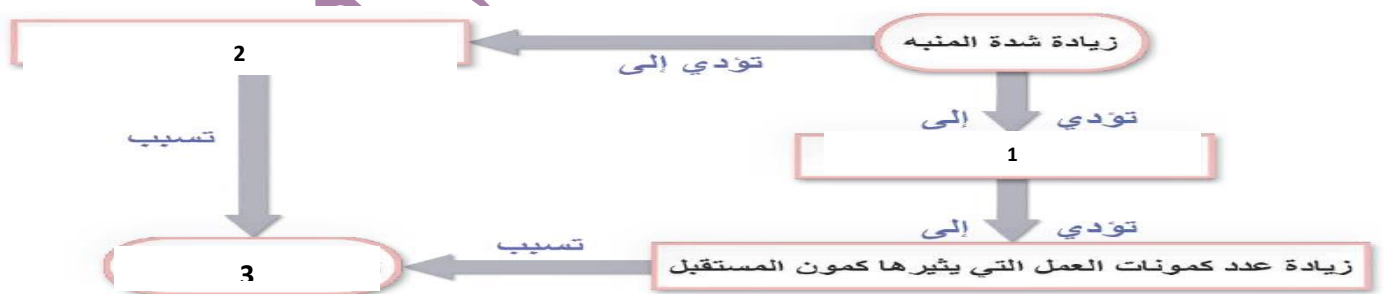 زيادة شدة المنبه
تؤدي إلى
2
تؤدي إلى
1
تسبب
تؤدي إلى
زيادة عدد كمونات العمل التي يثيرها كمون المستقبل
تسبب
3